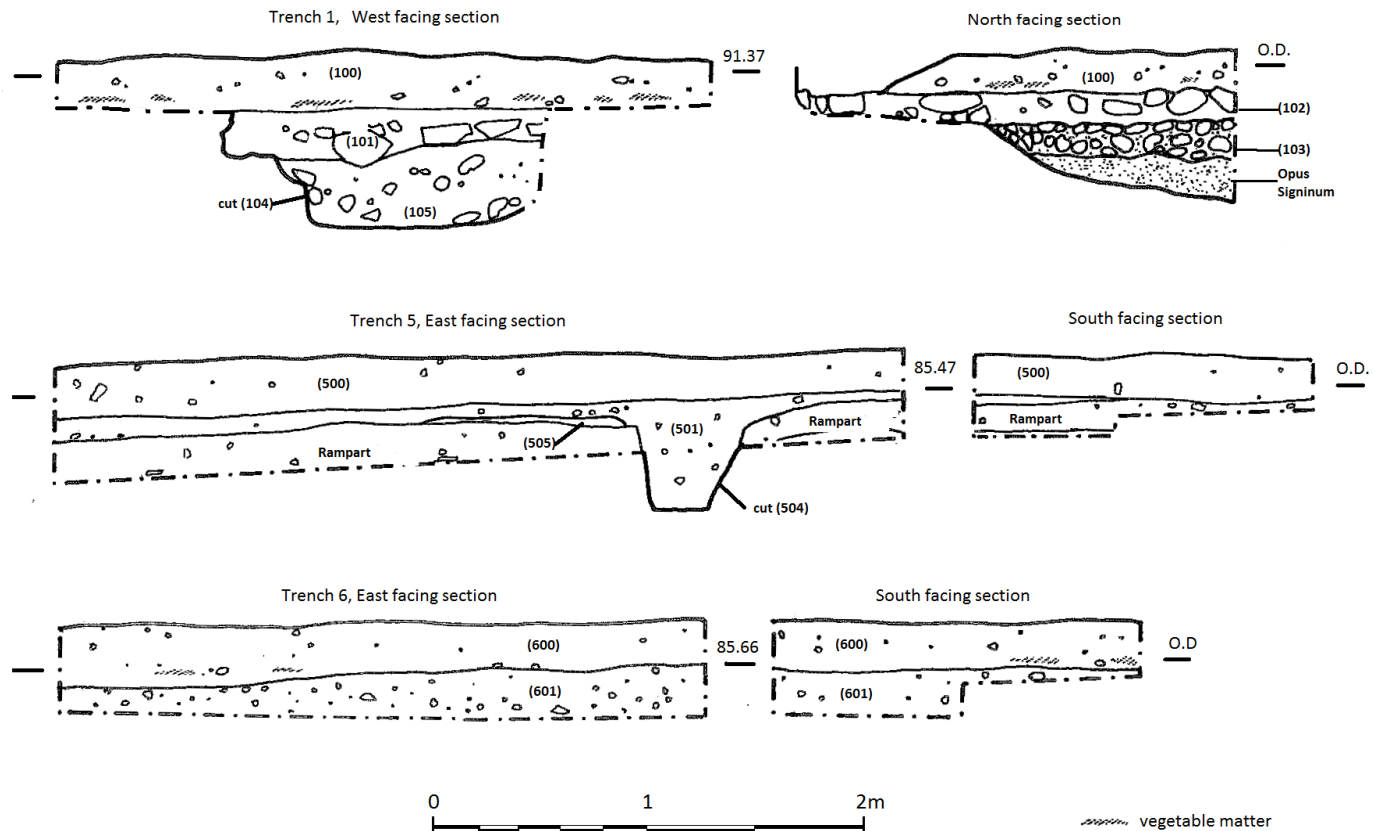 Trench 1, West facing section
North facing section
(100)
91.37
(100)
O.D.
(102)
(101)
(103)
cut (104)
(105)
Opus
Signinum
Trench 5, East facing section
South facing section
(500)
85.47
(500)
O.D.
(501)
Rampart
Rampart
(505)
Rampart
cut (504)
Trench 6, East facing section
South facing section
(600)
85.66
(600)
O.D
(601)
(601)
0 1 2m
vegetable matter